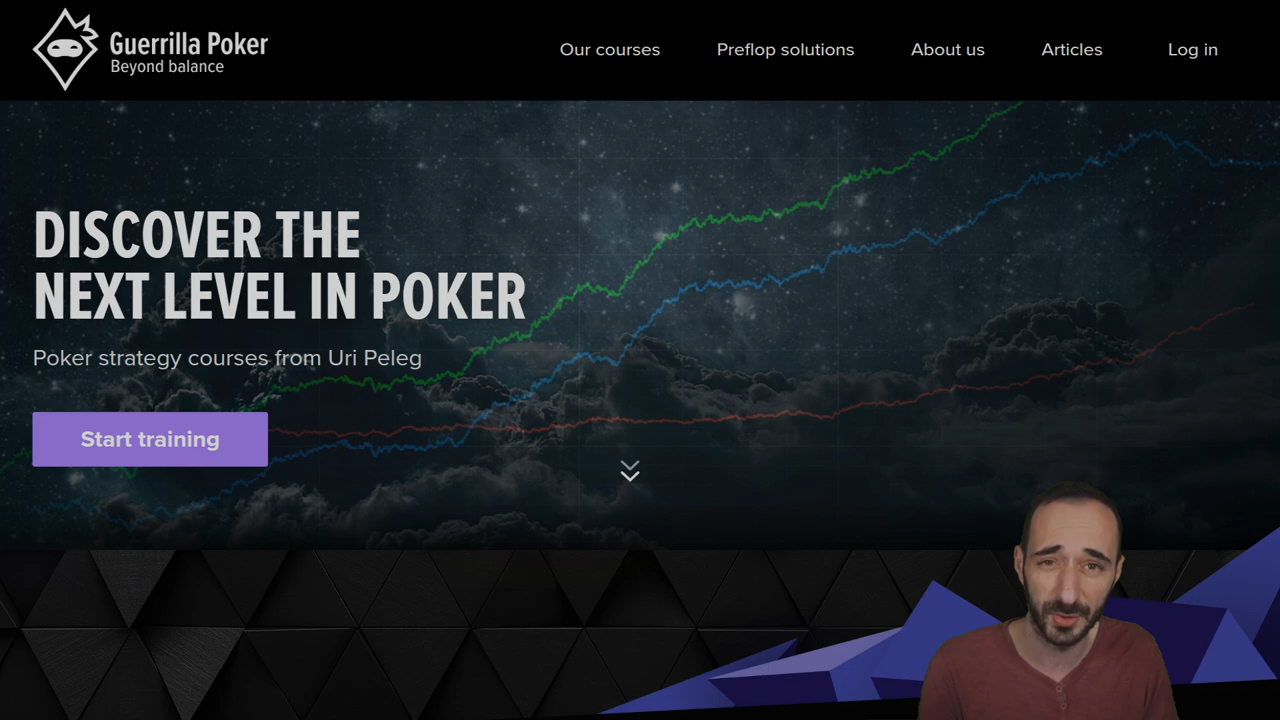 Guerrilla Poker
Beyond balance
Our courses
Preflop solutions
About us
Articles
Log in
DISCOVER THE
NEXT LEVEL IN POKER
Poker strategy courses from Uri Peleg
Start training